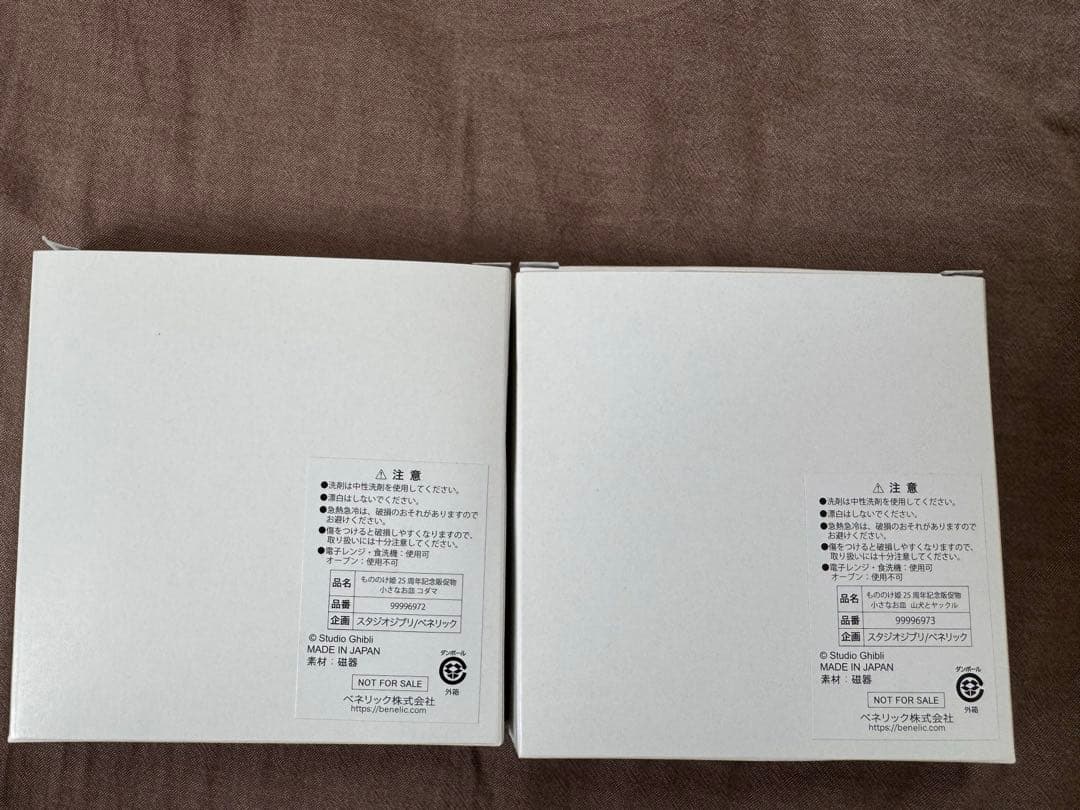 ⚠ 注意
●洗剤は中性洗剤を使用してください。
●漂白はしないでください。
●急熱急冷は、破損のおそれがありますので
お避けください。
●傷をつけると破損しやすくなりますので、
取り扱いには十分注意してください。
●電子レンジ・食洗機：使用可
オーブン：使用不可
品名 もののけ姫 25 周年記念販促物
小さなお皿 コダマ
品番 99996972
企画 スタジオジブリ/ベネリック
© Studio Ghibli
MADE IN JAPAN
素材：磁器
ダンボール
外箱
NOT FOR SALE
ベネリック株式会社
https://benelic.com
⚠ 注意
●洗剤は中性洗剤を使用してください。
●漂白はしないでください。
●急熱急冷は、破損のおそれがありますので
お避けください。
●傷をつけると破損しやすくなりますので、
取り扱いには十分注意してください。
●電子レンジ・食洗機：使用可
オーブン：使用不可
品名 もののけ姫 25 周年記念販促物
小さなお皿 山犬とヤックル
品番 99996973
企画 スタジオジブリ/ベネリック
© Studio Ghibli
MADE IN JAPAN
素材：磁器
ダンボール
外箱
NOT FOR SALE
ベネリック株式会社
https://benelic.com